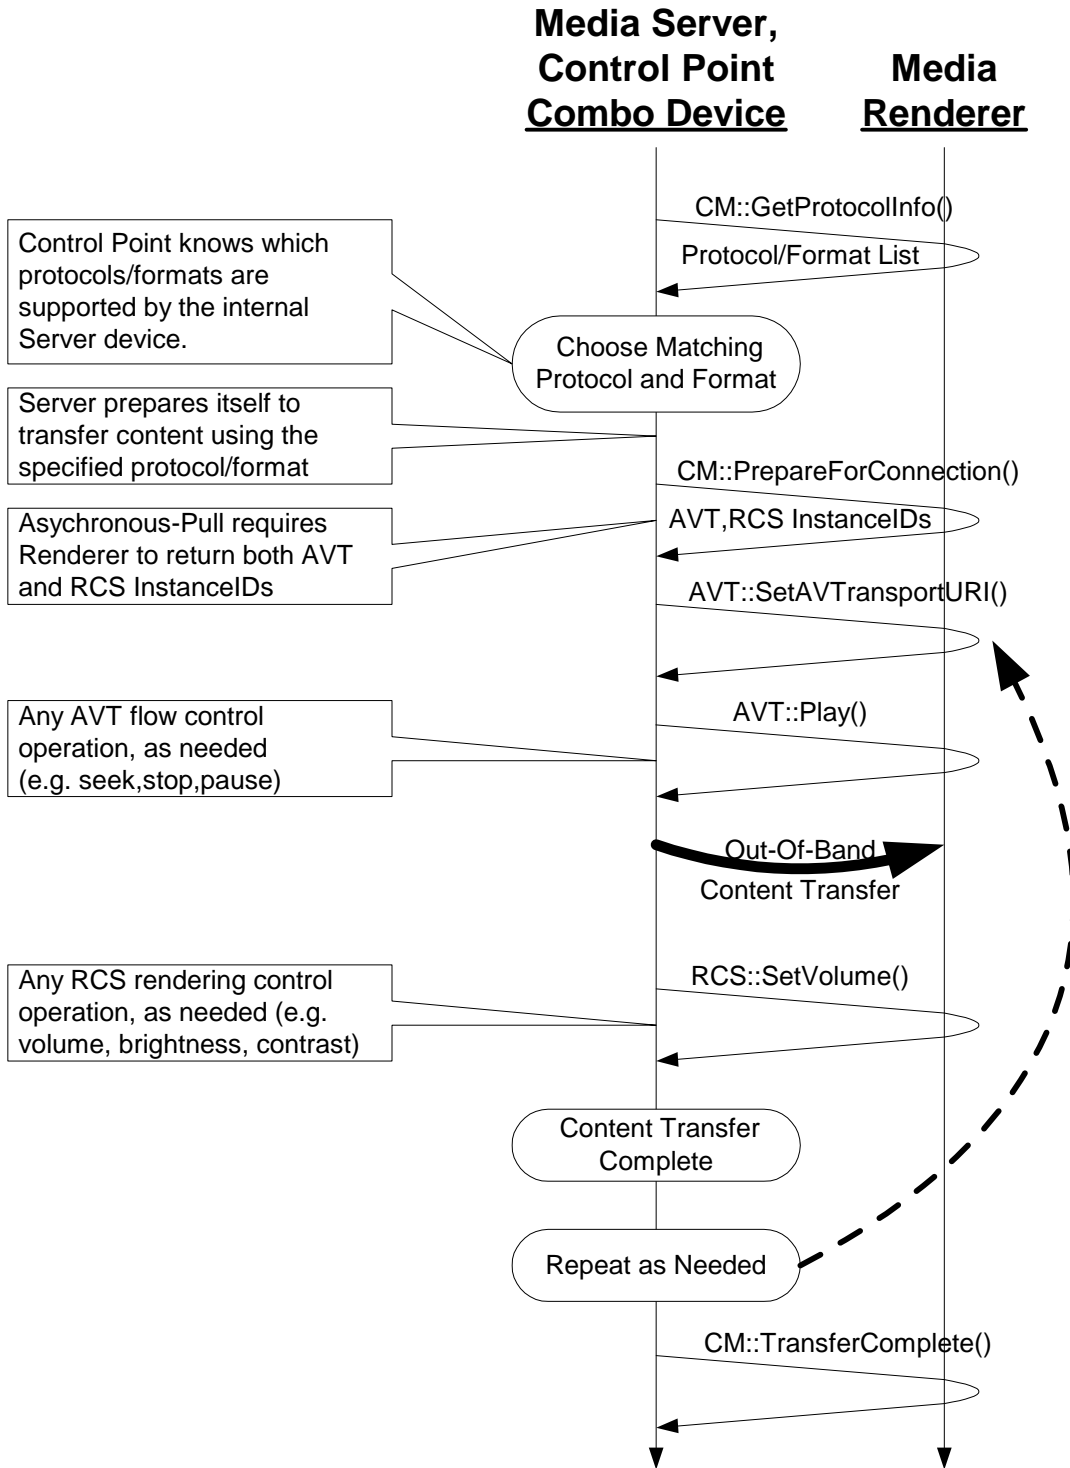 Media Server,
Control Point
Combo Device
Media
Renderer
CM::GetProtocolInfo()
Protocol/Format List
Control Point knows which
protocols/formats are
supported by the internal
Server device.
Choose Matching
Protocol and Format
Server prepares itself to
transfer content using the
specified protocol/format
CM::PrepareForConnection()
AVT,RCS InstanceIDs
Asychronous-Pull requires
Renderer to return both AVT
and RCS InstanceIDs
AVT::SetAVTransportURI()
Any AVT flow control
operation, as needed
(e.g. seek,stop,pause)
AVT::Play()
Out-Of-Band
Content Transfer
Any RCS rendering control
operation, as needed (e.g.
volume, brightness, contrast)
RCS::SetVolume()
Content Transfer
Complete
Repeat as Needed
CM::TransferComplete()